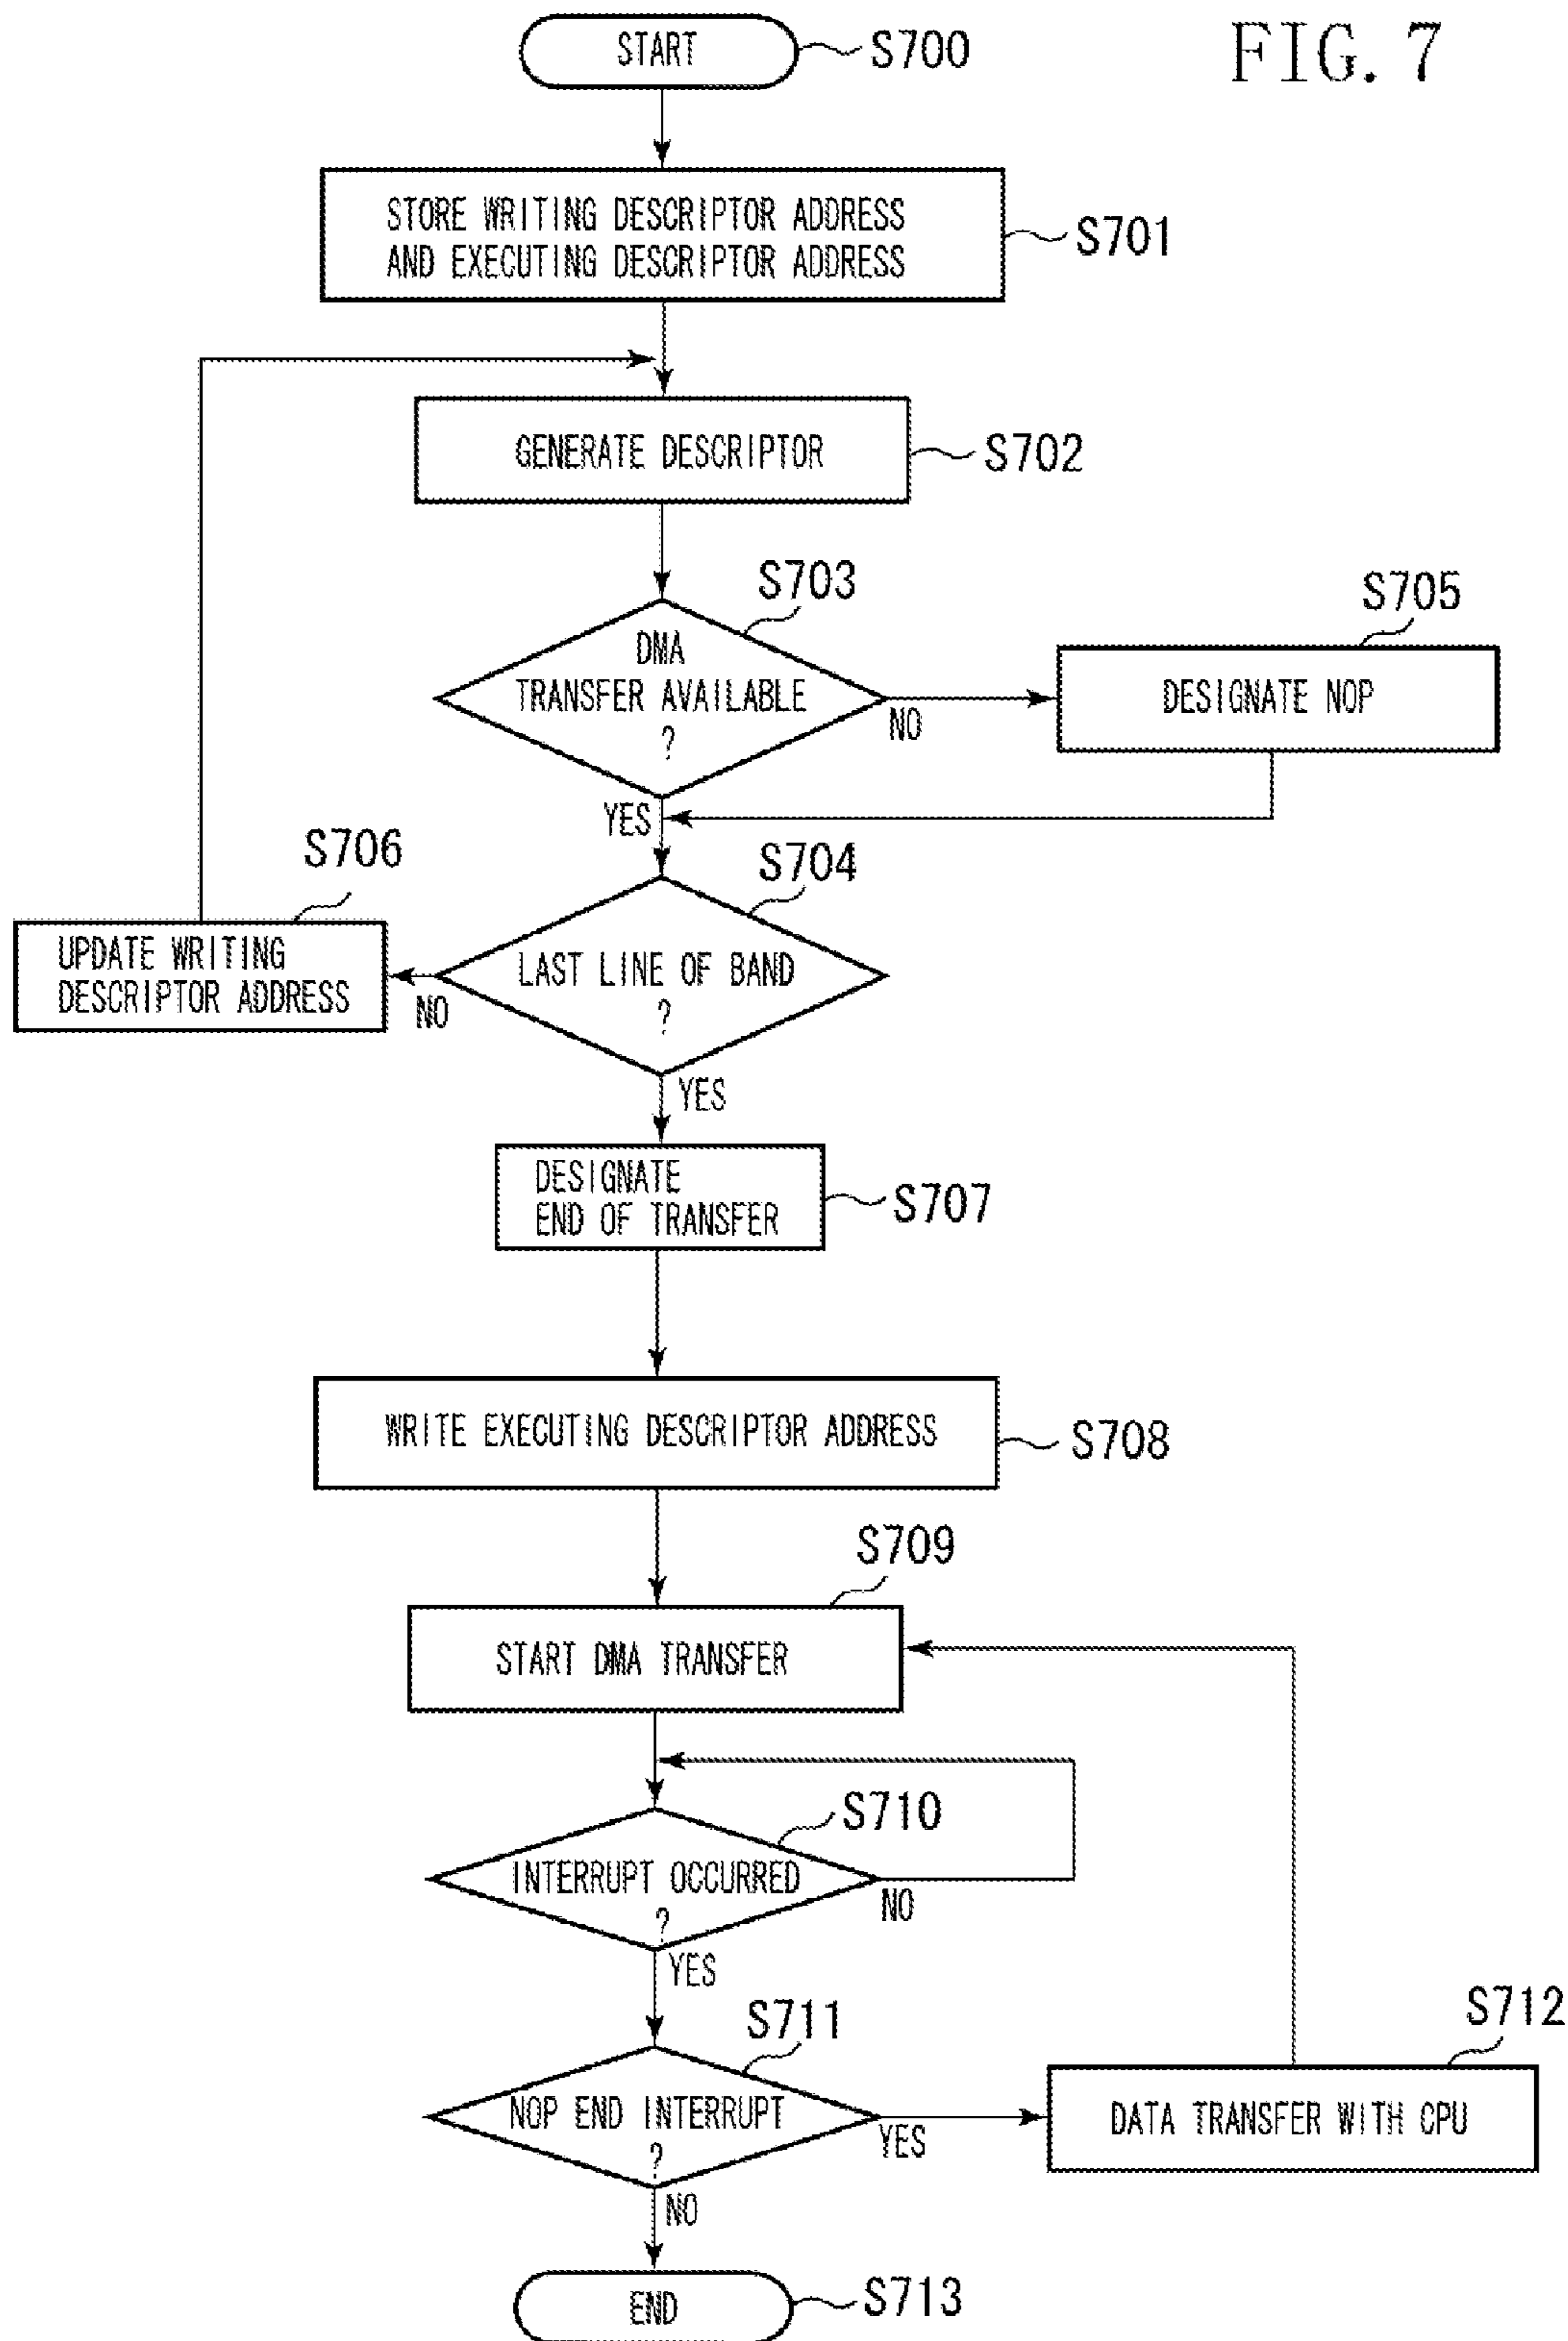 FIG. 7
START
S700
STORE WRITING DESCRIPTOR ADDRESS
AND EXECUTING DESCRIPTOR ADDRESS
S701
GENERATE DESCRIPTOR
S702
S703
DMA
TRANSFER AVAILABLE
?
NO
YES
S705
DESIGNATE NOP
S704
LAST LINE OF BAND
?
NO
YES
S706
UPDATE WRITING
DESCRIPTOR ADDRESS
DESIGNATE
END OF TRANSFER
S707
WRITE EXECUTING DESCRIPTOR ADDRESS
S708
S709
START DMA TRANSFER
S710
INTERRUPT OCCURRED
?
NO
YES
S711
NOP END INTERRUPT
?
YES
NO
S712
DATA TRANSFER WITH CPU
END
S713